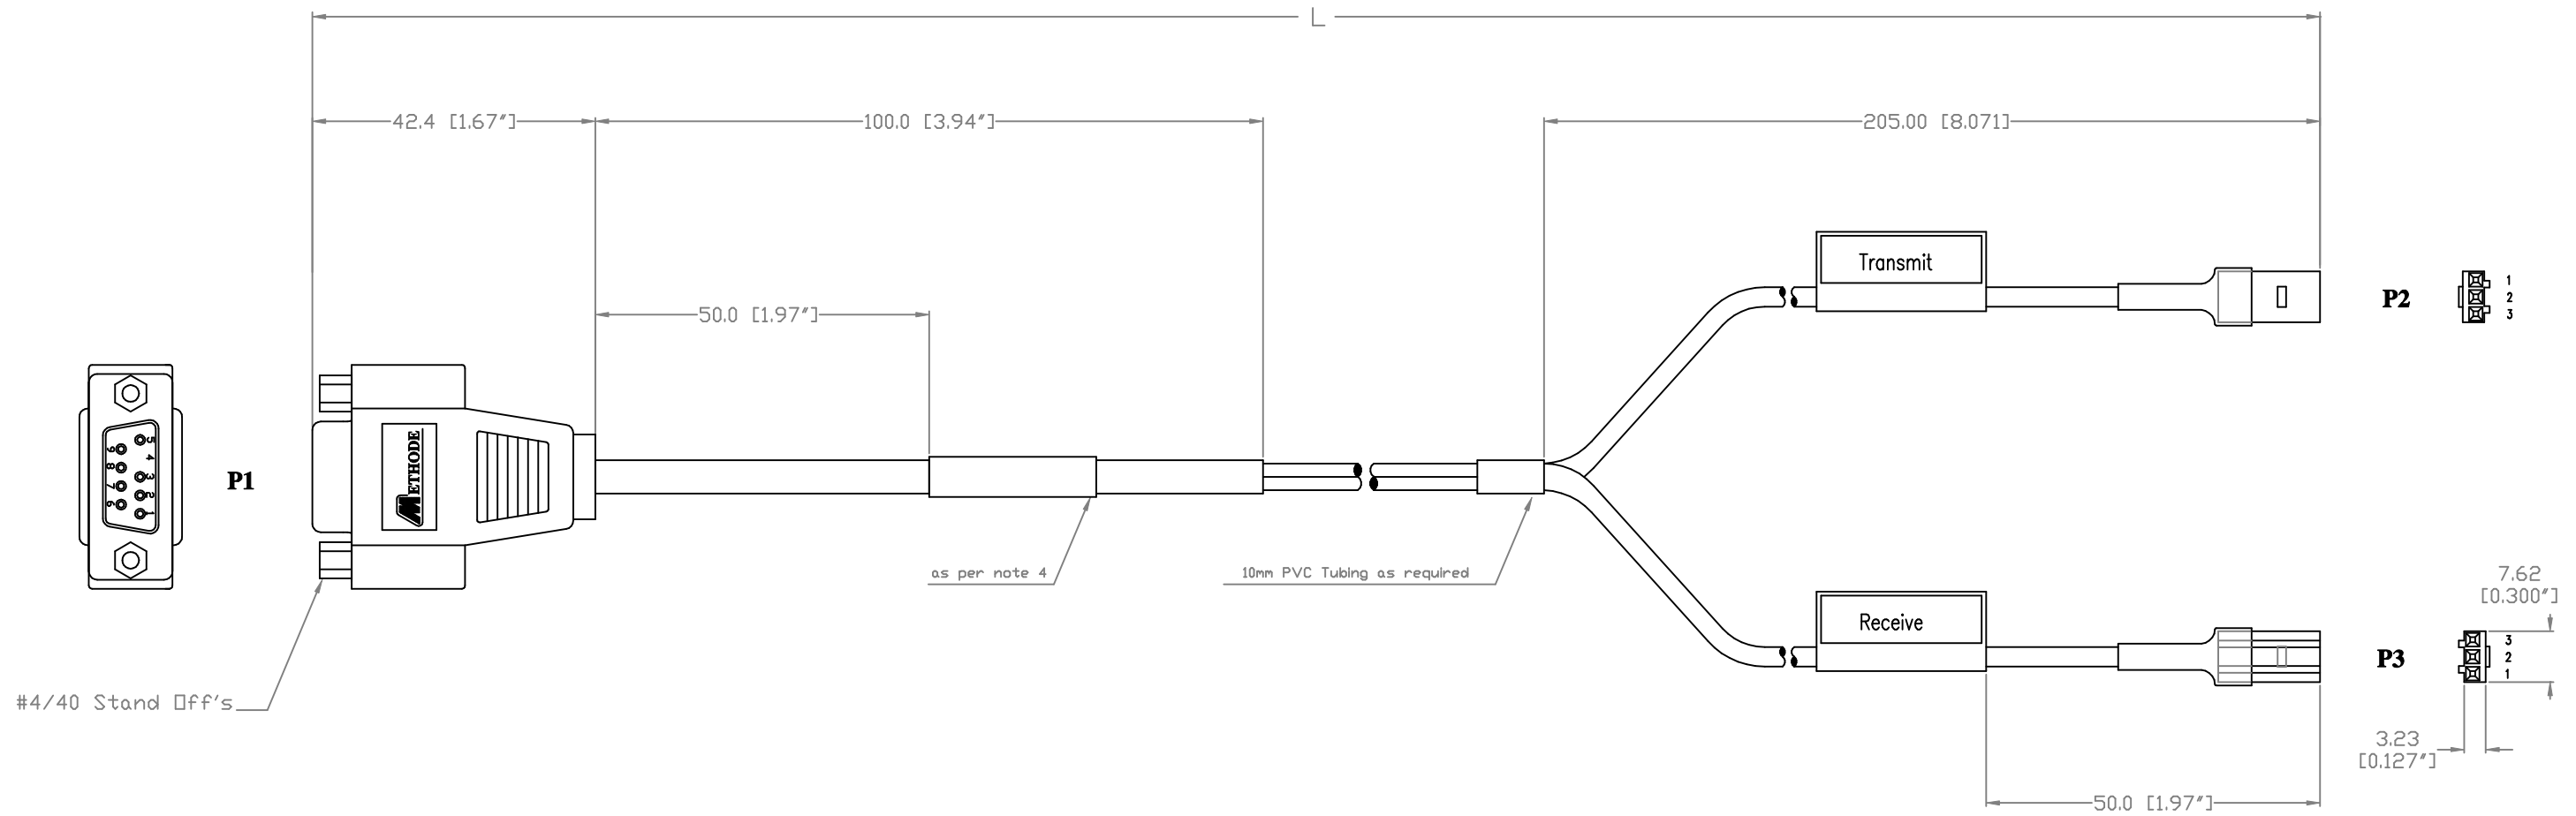 L
42.4 [1.67"]
100.0 [3.94"]
205.00 [8.071]
Transmit
P2
1
2
3
50.0 [1.97"]
5
9
4
8
3
7
2
6
1
P1
METHODE
as per note 4
10mm PVC Tubing as required
7.62
[0.300"]
Receive
P3
3
2
1
#4/40 Stand Off's
3.23
[0.127"]
50.0 [1.97"]